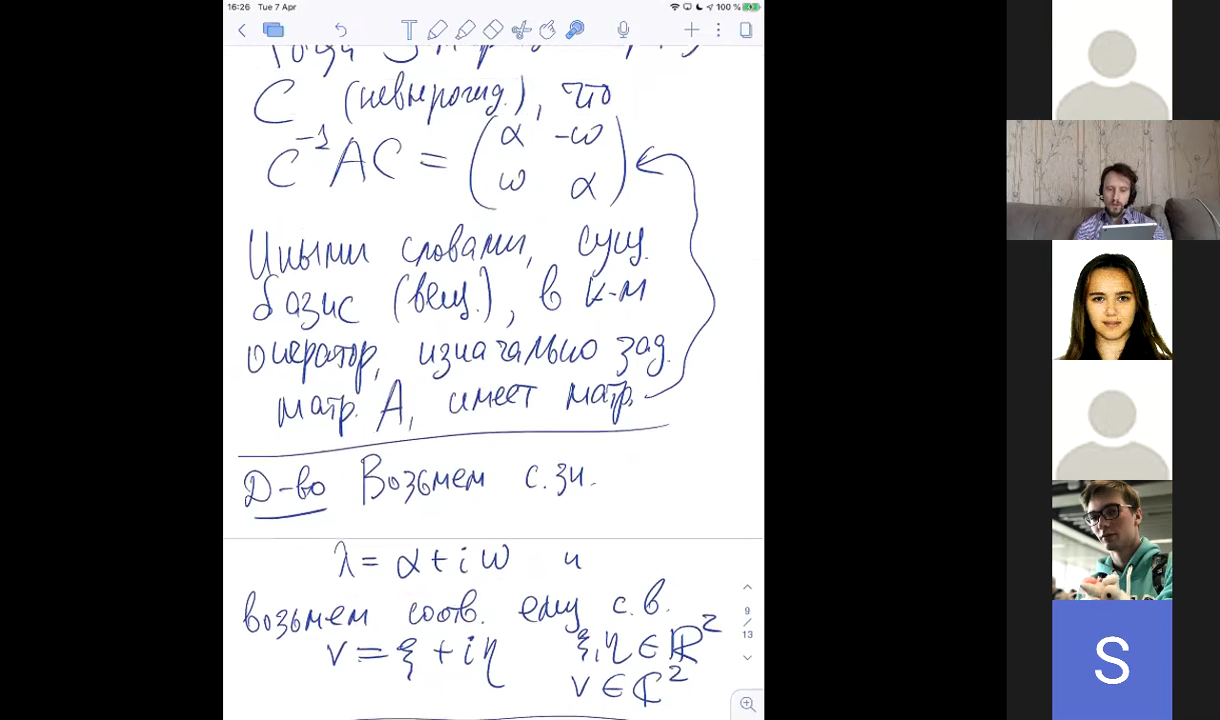 16:26 Tue 7 Apr
100 %
C (невырожд.), что
C⁻¹AC = (α -ω
ω α)
Иными словами, сущ.
базис (вещ.), в к-м
оператор, изначально зад.
матр. A, имеет матр.
Д-во Возьмем с.зн.
λ = α + iω и
возьмем соотв. ему с.в.
v = ξ + iη ξ,η ∈ ℝ²
v ∈ ℂ²
9
/
13
S